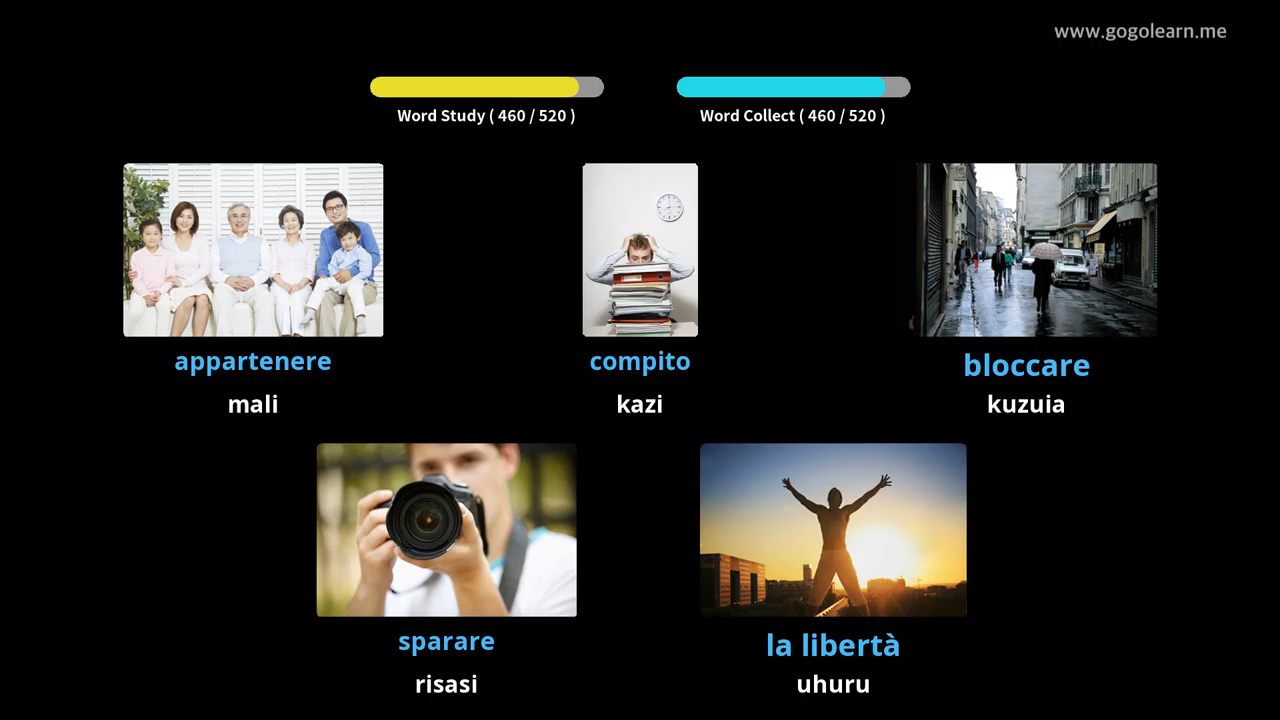 www.gogolearn.me
Word Study ( 460 / 520 )
Word Collect ( 460 / 520 )
appartenere
mali
compito
kazi
bloccare
kuzuia
sparare
risasi
la libertà
uhuru